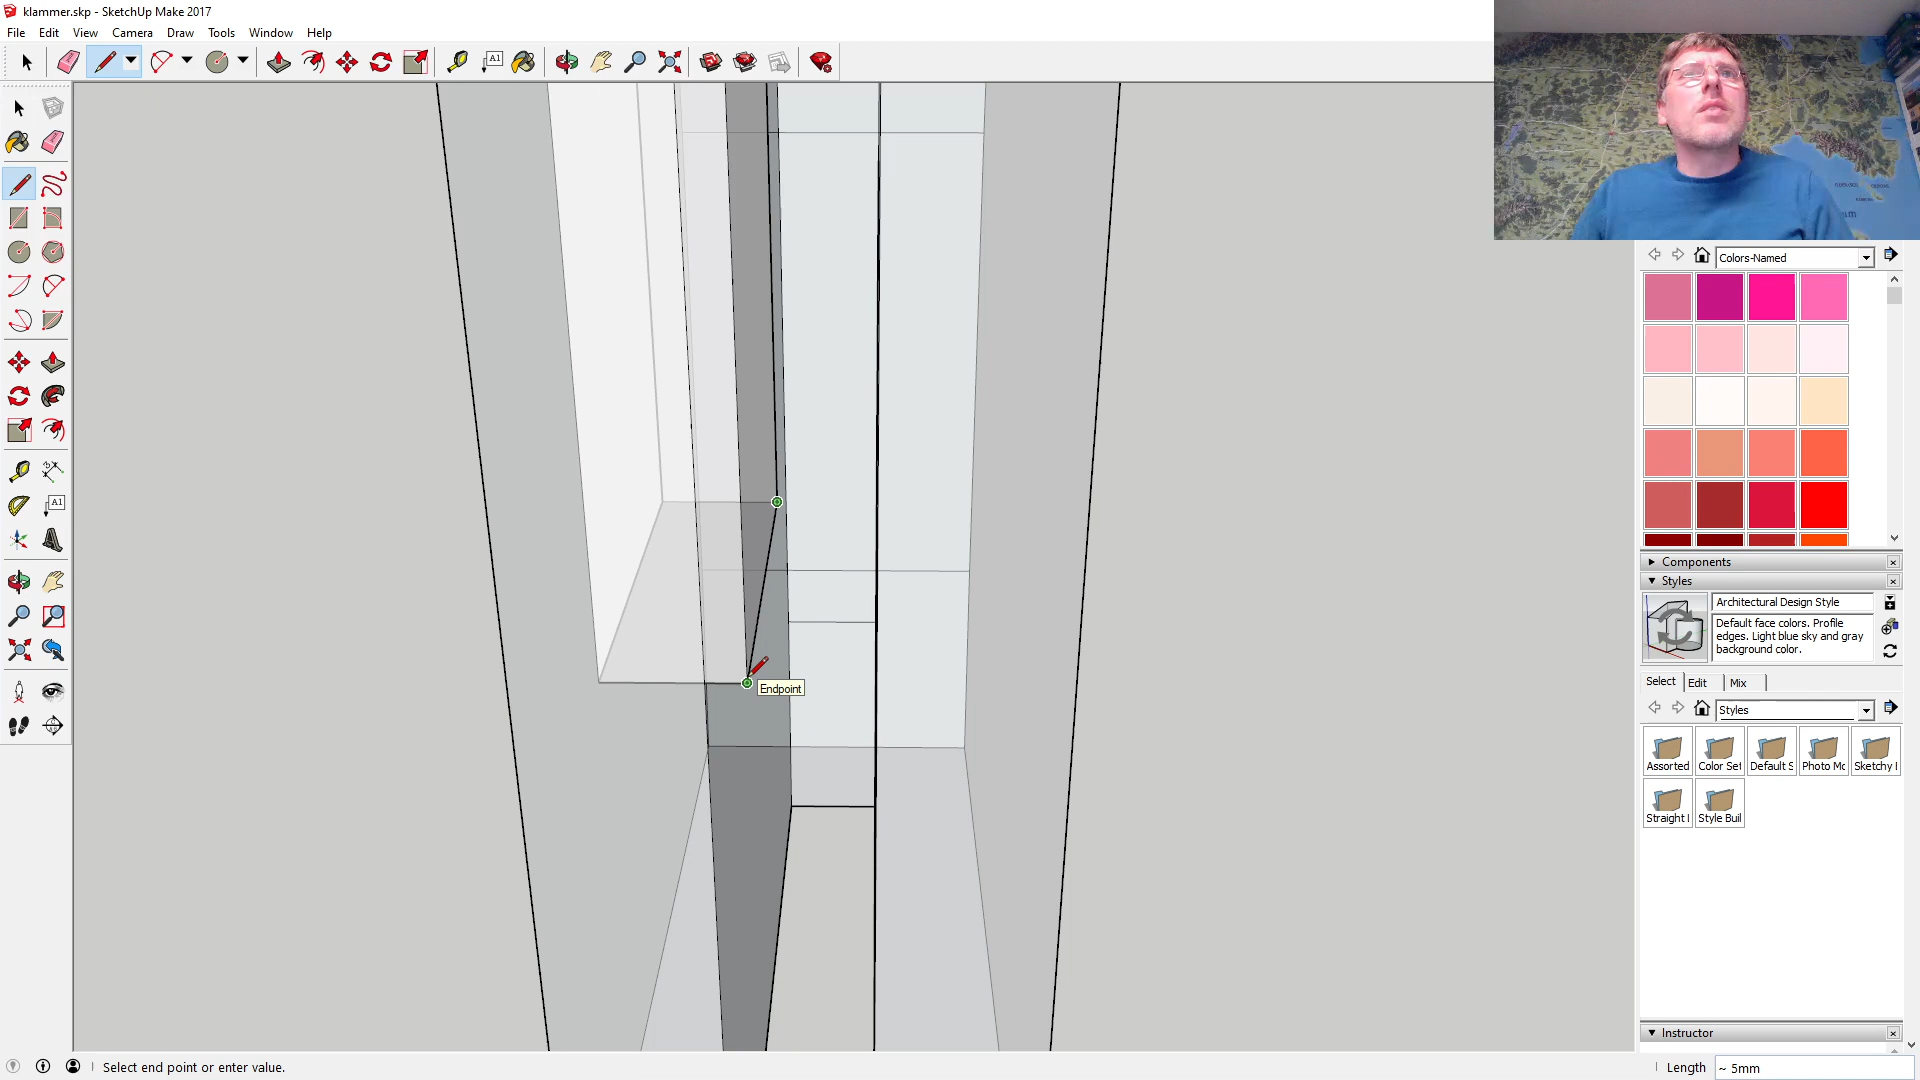 klammer.skp - SketchUp Make 2017
File Edit View Camera Draw Tools Window Help
A1
A1
Endpoint
Colors-Named
Components
Styles
Architectural Design Style
Default face colors. Profile
edges. Light blue sky and gray
background color.
Select Edit Mix
Styles
Assorted Color Set Default S Photo Mc Sketchy I
Straight I Style Buil
Instructor
Select end point or enter value.
Length ~ 5mm